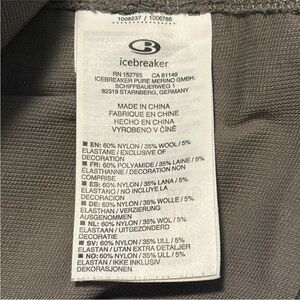 1008237 / 1006786
icebreaker
RN 152765 CA 61149
ICEBREAKER PURE MERINO GMBH.
SCHIFFBAUERWEG 1
82319 STARNBERG, GERMANY
MADE IN CHINA
FABRIQUÉ EN CHINE
HECHO EN CHINA
VYROBENO V ČÍNĚ
EN: 60% NYLON / 35% WOOL / 5%
ELASTANE / EXCLUSIVE OF
DECORATION
FR: 60% POLYAMIDE / 35% LAINE / 5%
ELASTHANNE / DECORATION NON
COMPRISE
ES: 60% NYLON / 35% LANA / 5%
ELASTANO / NO INCLUYE LA
DECORACION
DE: 60% NYLON / 35% WOLLE / 5%
ELASTHAN / VERZIERUNG
AUSGENOMMEN
NL: 60% NYLON / 35% WOL / 5%
ELASTAAN / UITGEZONDERD
DECORATIE
SV: 60% NYLON / 35% ULL / 5%
ELASTAN / UTAN EXTRA DETALJER
NO: 60% NYLON / 35% ULL / 5%
ELASTAN / IKKE INKLUSIV
DEKORASJONEN